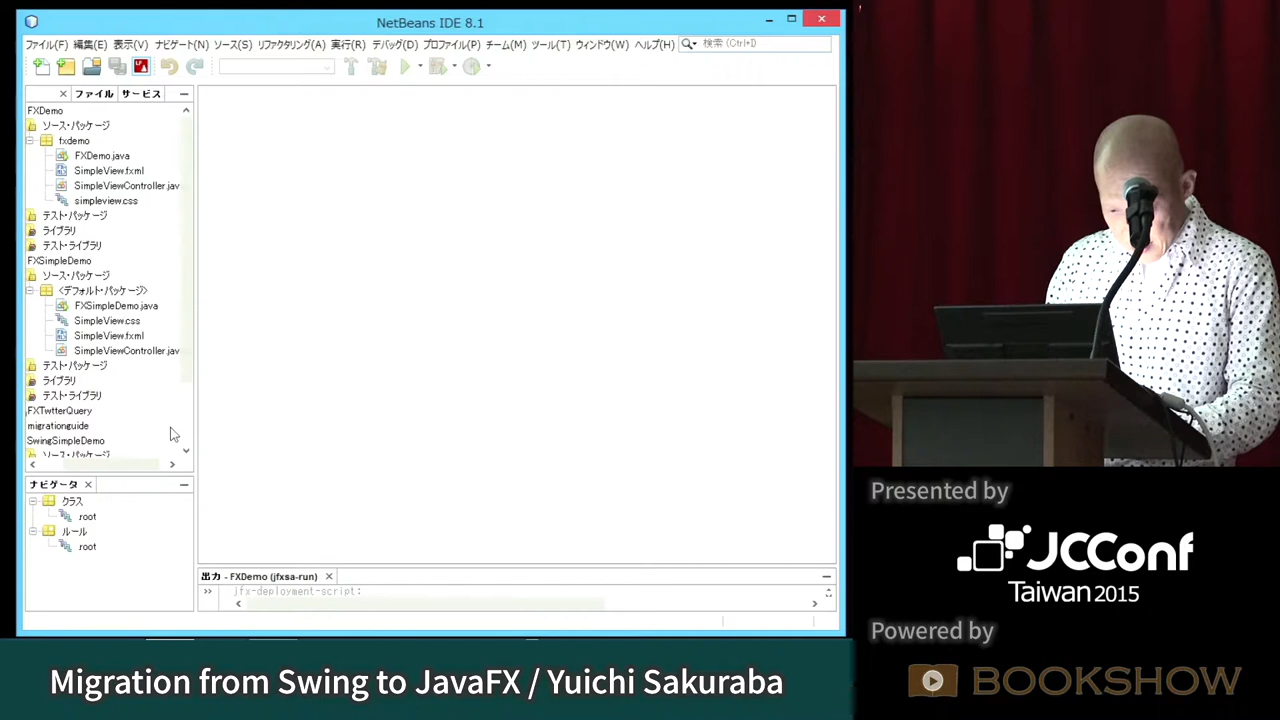 NetBeans IDE 8.1
ファイル(F) 編集(E) 表示(V) ナビゲート(N) ソース(S) リファクタリング(A) 実行(R) デバッグ(D) プロファイル(P) チーム(M) ツール(T) ウィンドウ(W) ヘルプ(H) 検索 (Ctrl+I)
ファイル サービス
FXDemo
ソース・パッケージ
fxdemo
FXDemo.java
SimpleView.fxml
SimpleViewController.jav
simpleview.css
テスト・パッケージ
ライブラリ
テスト・ライブラリ
FXSimpleDemo
ソース・パッケージ
<デフォルト・パッケージ>
FXSimpleDemo.java
SimpleView.css
SimpleView.fxml
SimpleViewController.jav
テスト・パッケージ
ライブラリ
テスト・ライブラリ
FXTwtterQuery
migrationguide
SwingSimpleDemo
ソース・パッケージ
ナビゲータ
クラス
.root
ルール
.root
出力 - FXDemo (jfxsa-run)
jfx-deployment-script:
Presented by
JCConf
Taiwan 2015
Powered by
BOOKSHOW
Migration from Swing to JavaFX / Yuichi Sakuraba